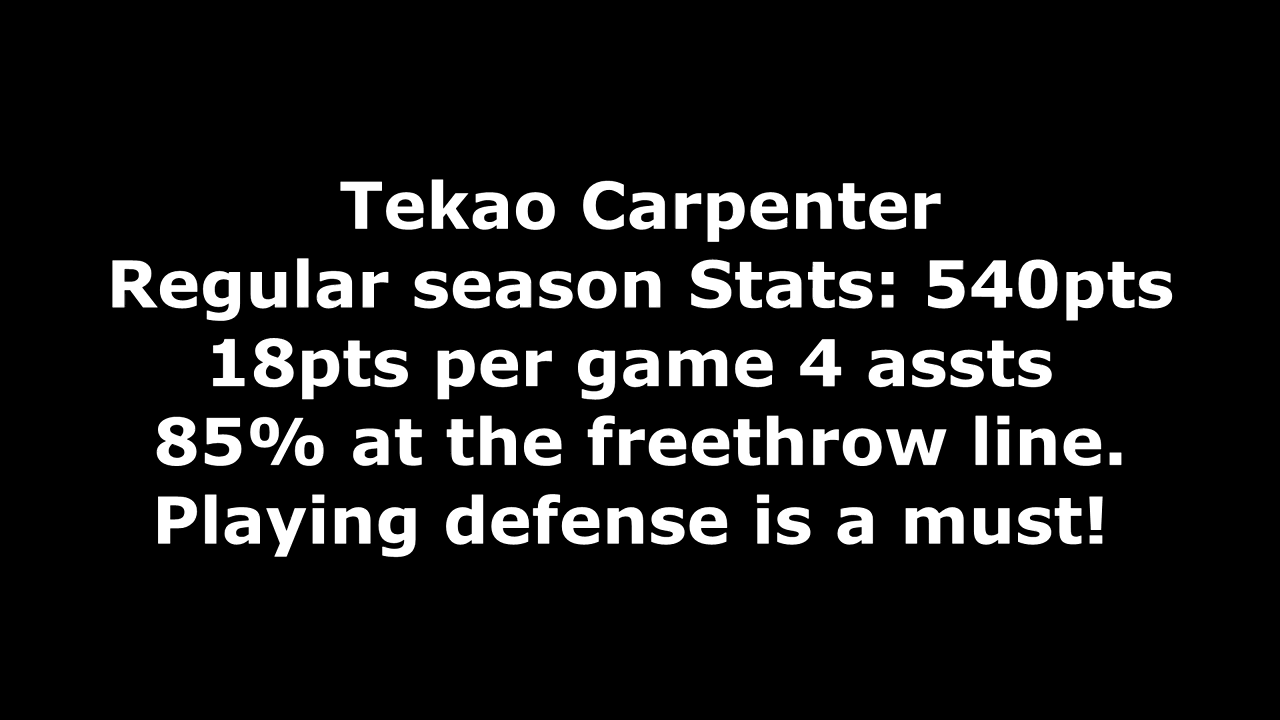 Tekao Carpenter
Regular season Stats: 540pts
18pts per game 4 assts
85% at the freethrow line.
Playing defense is a must!